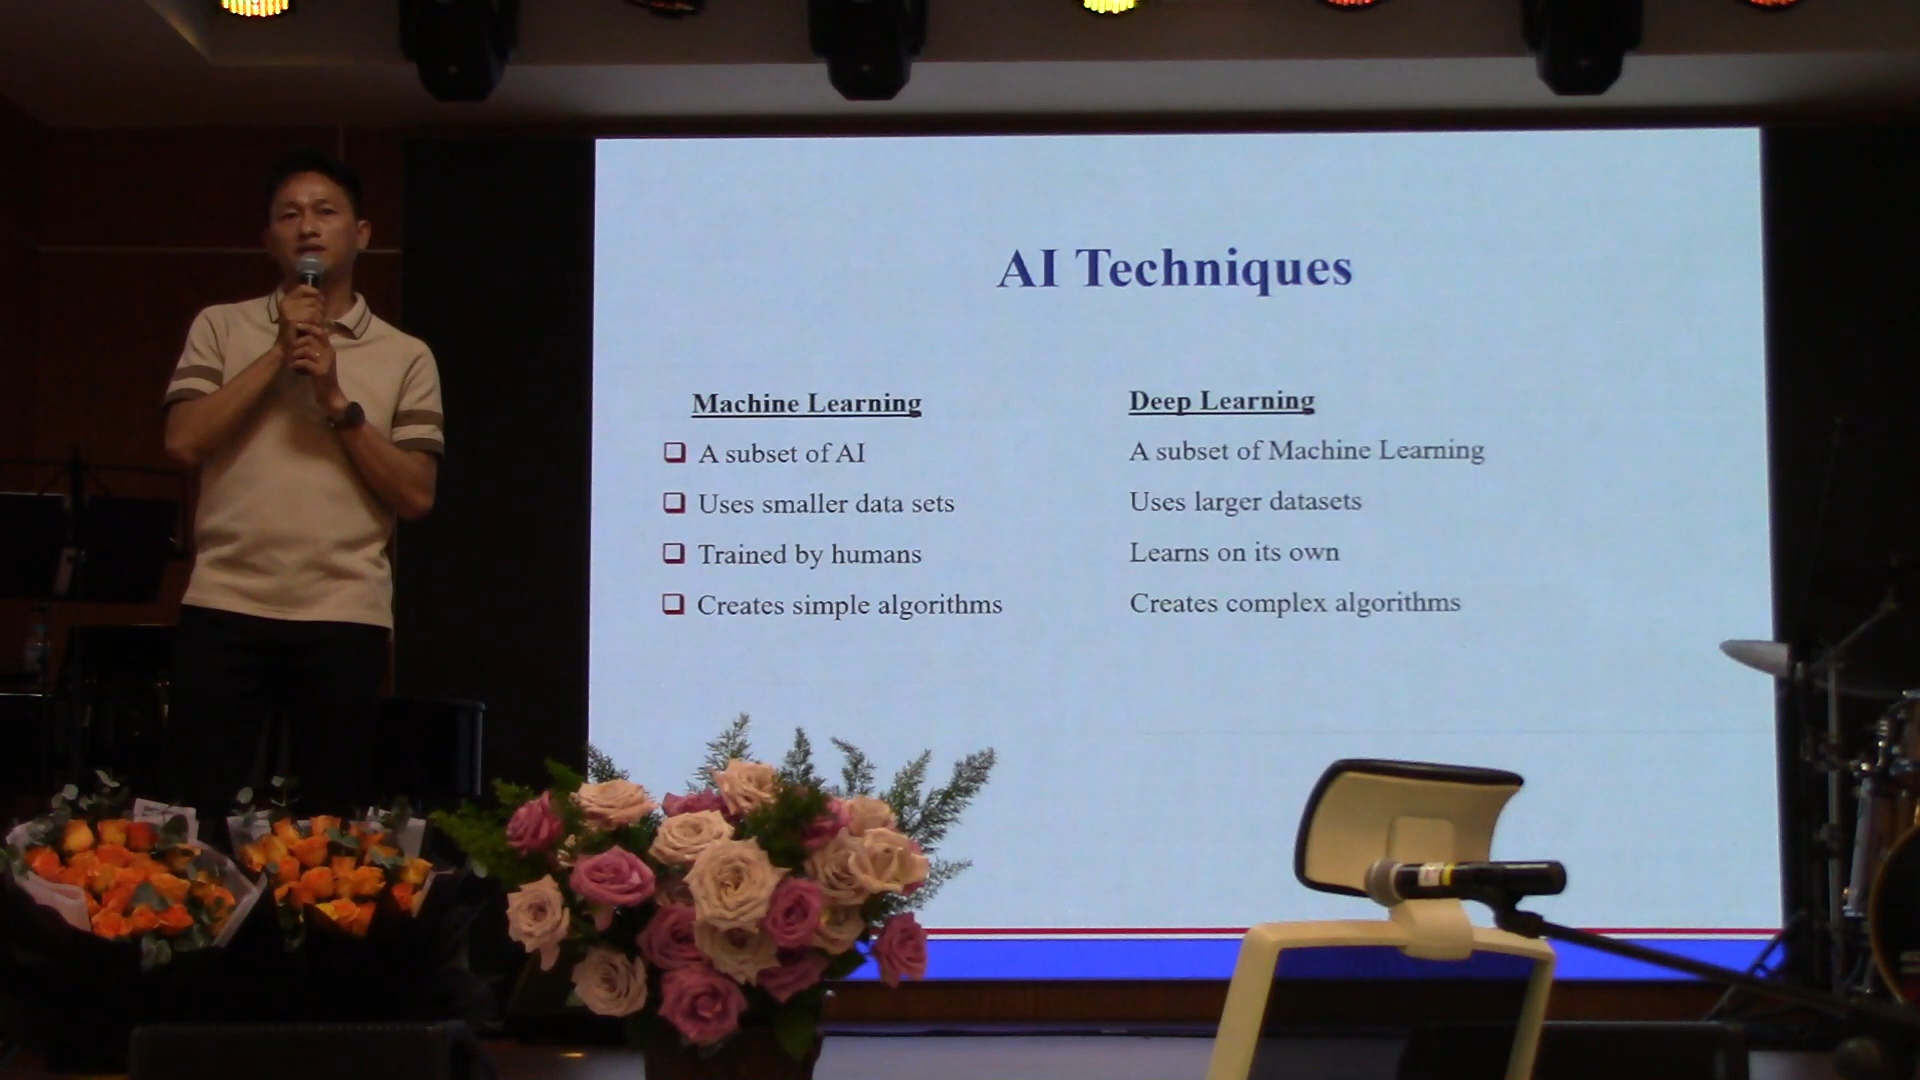 AI Techniques
Machine Learning
A subset of AI
Uses smaller data sets
Trained by humans
Creates simple algorithms
Deep Learning
A subset of Machine Learning
Uses larger datasets
Learns on its own
Creates complex algorithms